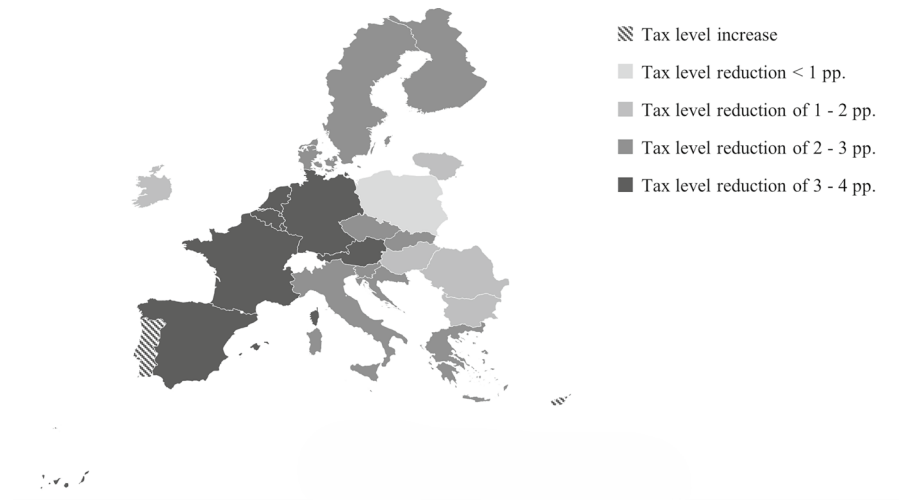 Tax level increase
Tax level reduction < 1 pp.
Tax level reduction of 1 - 2 pp.
Tax level reduction of 2 - 3 pp.
Tax level reduction of 3 - 4 pp.